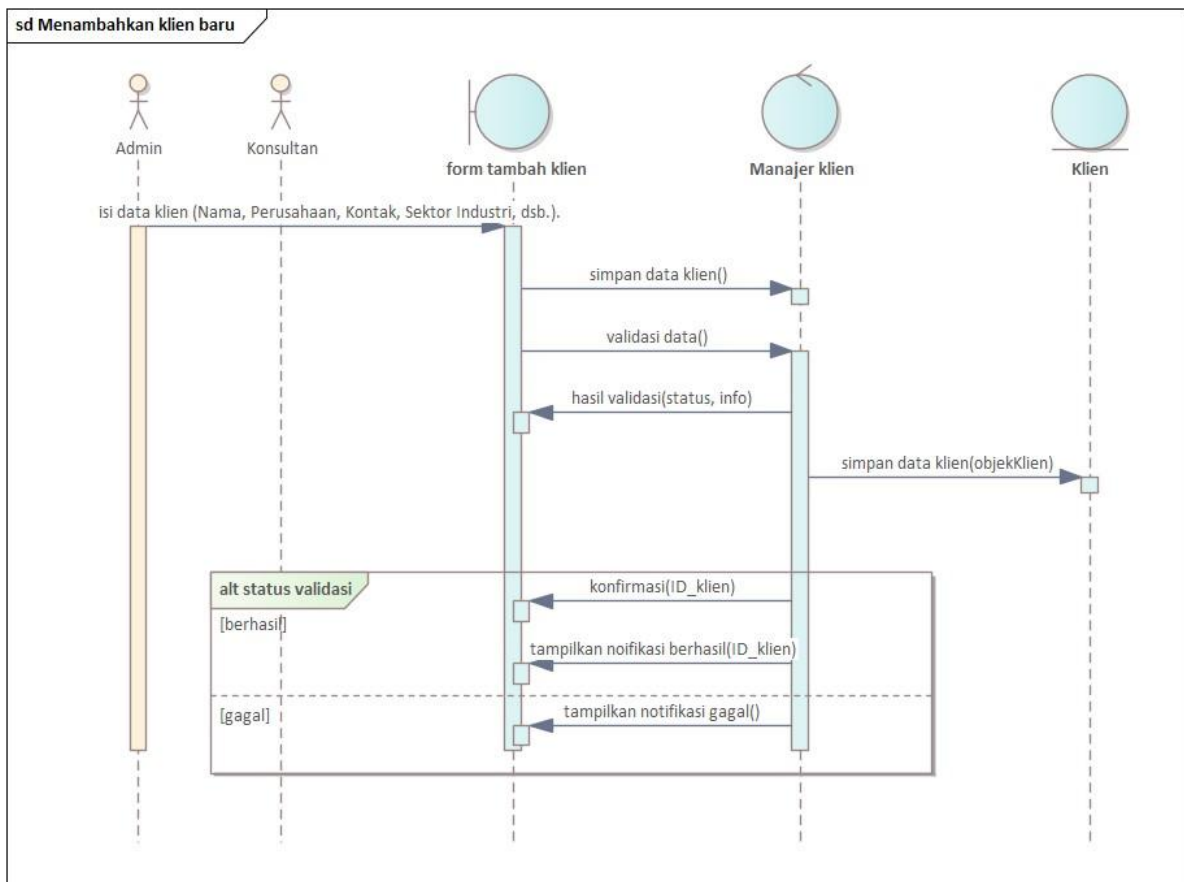 sd Menambahkan klien baru
Admin
Konsultan
form tambah klien
Manajer klien
Klien
isi data klien (Nama, Perusahaan, Kontak, Sektor Industri, dsb.).
simpan data klien()
validasi data()
hasil validasi(status, info)
simpan data klien(objekKlien)
alt status validasi
konfirmasi(ID_klien)
[berhasil]
tampilkan noifikasi berhasil(ID_klien)
[gagal]
tampilkan notifikasi gagal()